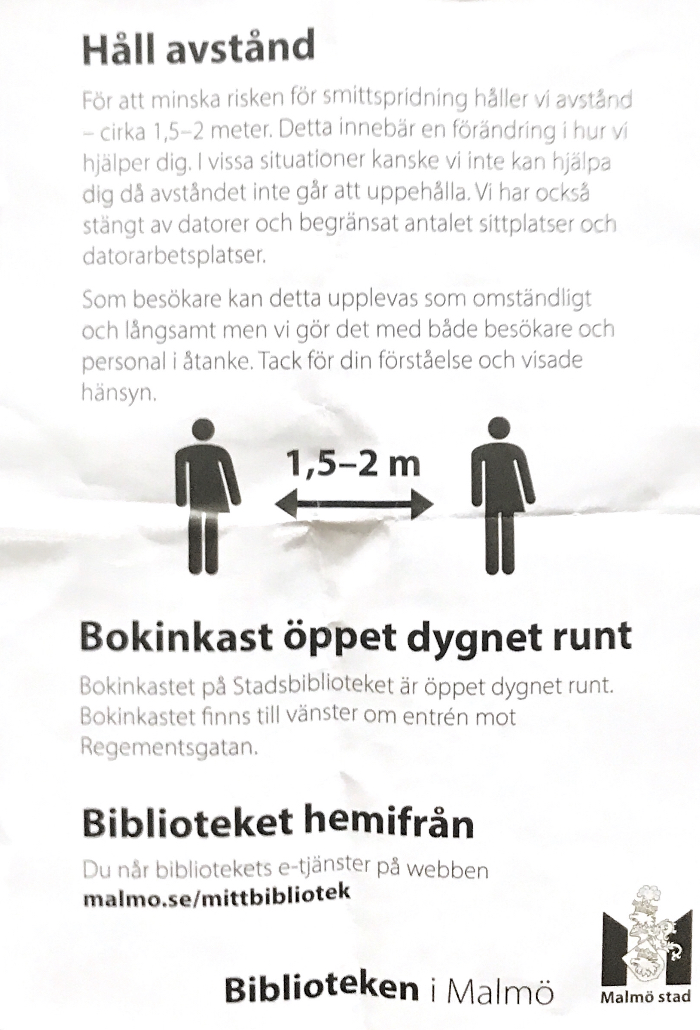 Håll avstånd
För att minska risken för smittspridning håller vi avstånd
– cirka 1,5–2 meter. Detta innebär en förändring i hur vi
hjälper dig. I vissa situationer kanske vi inte kan hjälpa
dig då avståndet inte går att uppehålla. Vi har också
stängt av datorer och begränsat antalet sittplatser och
datorarbetsplatser.
Som besökare kan detta upplevas som omständligt
och långsamt men vi gör det med både besökare och
personal i åtanke. Tack för din förståelse och visade
hänsyn.
1,5–2 m
Bokinkast öppet dygnet runt
Bokinkastet på Stadsbiblioteket är öppet dygnet runt.
Bokinkastet finns till vänster om entrén mot
Regementsgatan.
Biblioteket hemifrån
Du når bibliotekets e-tjänster på webben
malmo.se/mittbibliotek
Biblioteken i Malmö
Malmö stad